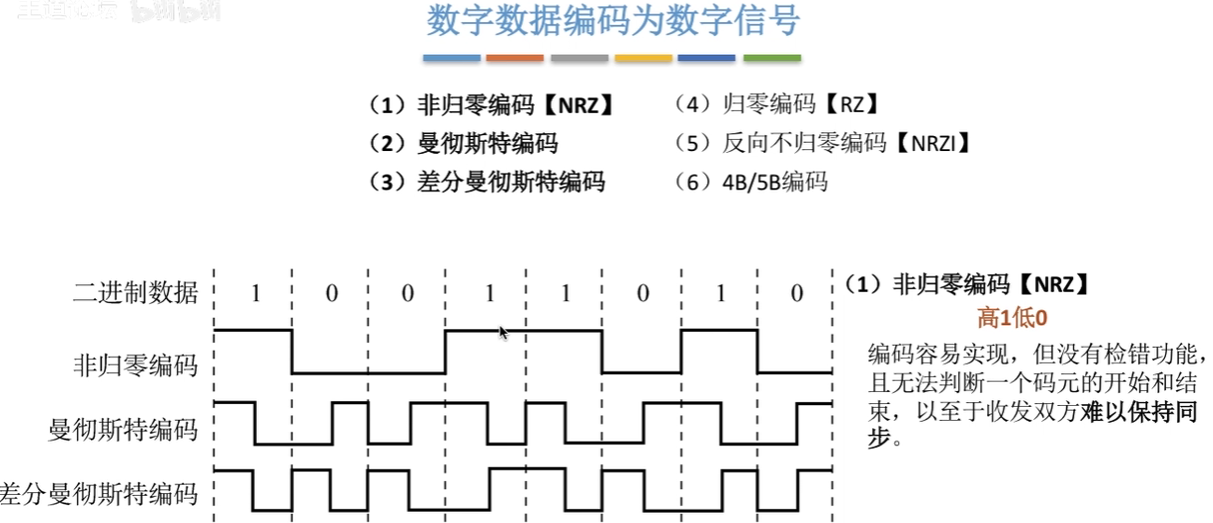 bilibili
数字数据编码为数字信号
（1）非归零编码【NRZ】
（2）曼彻斯特编码
（3）差分曼彻斯特编码
（4）归零编码【RZ】
（5）反向不归零编码【NRZI】
（6）4B/5B编码
二进制数据 1 0 0 1 1 0 1 0
非归零编码
曼彻斯特编码
差分曼彻斯特编码
（1）非归零编码【NRZ】
高1低0
编码容易实现，但没有检错功能，
且无法判断一个码元的开始和结
束，以至于收发双方难以保持同
步。